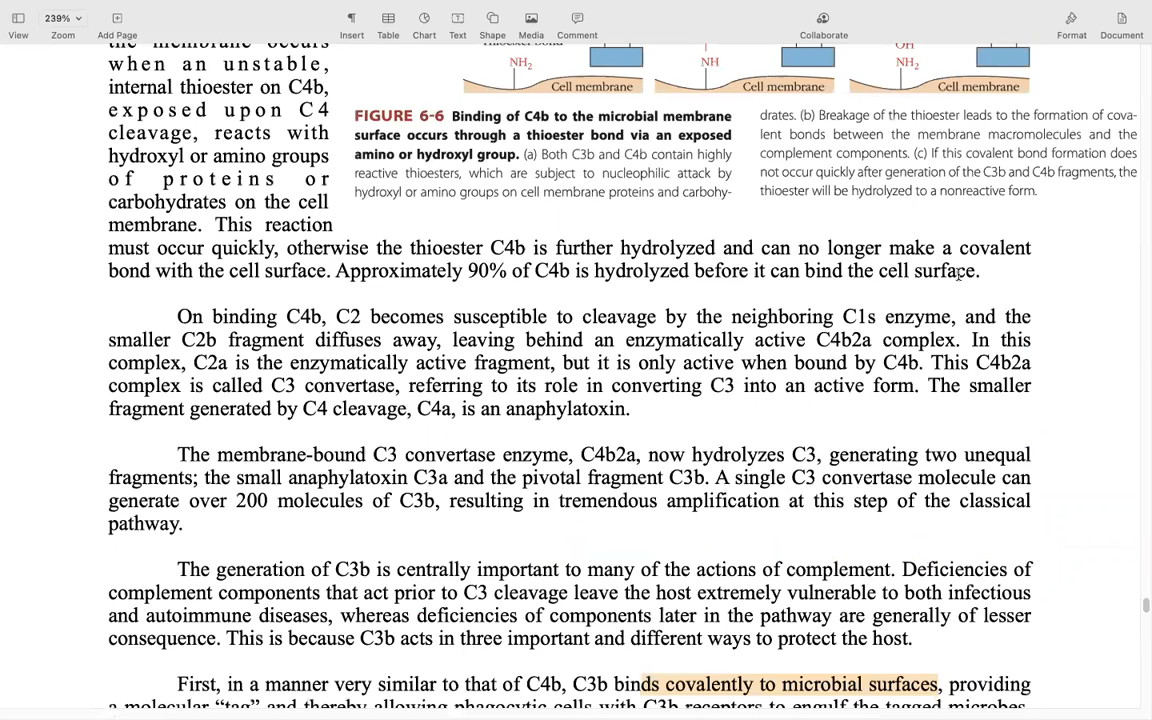 239%
View
Zoom
Add Page
Insert
Table
Chart
Text
Shape
Media
Comment
Collaborate
Format
Document
the membrane occurs
when an unstable,
internal thioester on C4b,
exposed upon C4
cleavage, reacts with
hydroxyl or amino groups
of proteins or
carbohydrates on the cell
membrane. This reaction
NH2
Cell membrane
NH
Cell membrane
OH
NH2
Cell membrane
FIGURE 6-6 Binding of C4b to the microbial membrane
surface occurs through a thioester bond via an exposed
amino or hydroxyl group. (a) Both C3b and C4b contain highly
reactive thioesters, which are subject to nucleophilic attack by
hydroxyl or amino groups on cell membrane proteins and carbohy-
drates. (b) Breakage of the thioester leads to the formation of cova-
lent bonds between the membrane macromolecules and the
complement components. (c) If this covalent bond formation does
not occur quickly after generation of the C3b and C4b fragments, the
thioester will be hydrolyzed to a nonreactive form.
must occur quickly, otherwise the thioester C4b is further hydrolyzed and can no longer make a covalent
bond with the cell surface. Approximately 90% of C4b is hydrolyzed before it can bind the cell surface.
On binding C4b, C2 becomes susceptible to cleavage by the neighboring C1s enzyme, and the
smaller C2b fragment diffuses away, leaving behind an enzymatically active C4b2a complex. In this
complex, C2a is the enzymatically active fragment, but it is only active when bound by C4b. This C4b2a
complex is called C3 convertase, referring to its role in converting C3 into an active form. The smaller
fragment generated by C4 cleavage, C4a, is an anaphylatoxin.
The membrane-bound C3 convertase enzyme, C4b2a, now hydrolyzes C3, generating two unequal
fragments; the small anaphylatoxin C3a and the pivotal fragment C3b. A single C3 convertase molecule can
generate over 200 molecules of C3b, resulting in tremendous amplification at this step of the classical
pathway.
The generation of C3b is centrally important to many of the actions of complement. Deficiencies of
complement components that act prior to C3 cleavage leave the host extremely vulnerable to both infectious
and autoimmune diseases, whereas deficiencies of components later in the pathway are generally of lesser
consequence. This is because C3b acts in three important and different ways to protect the host.
First, in a manner very similar to that of C4b, C3b binds covalently to microbial surfaces, providing
a molecular “tag” and thereby allowing phagocytic cells with C3b receptors to engulf the tagged microbes.